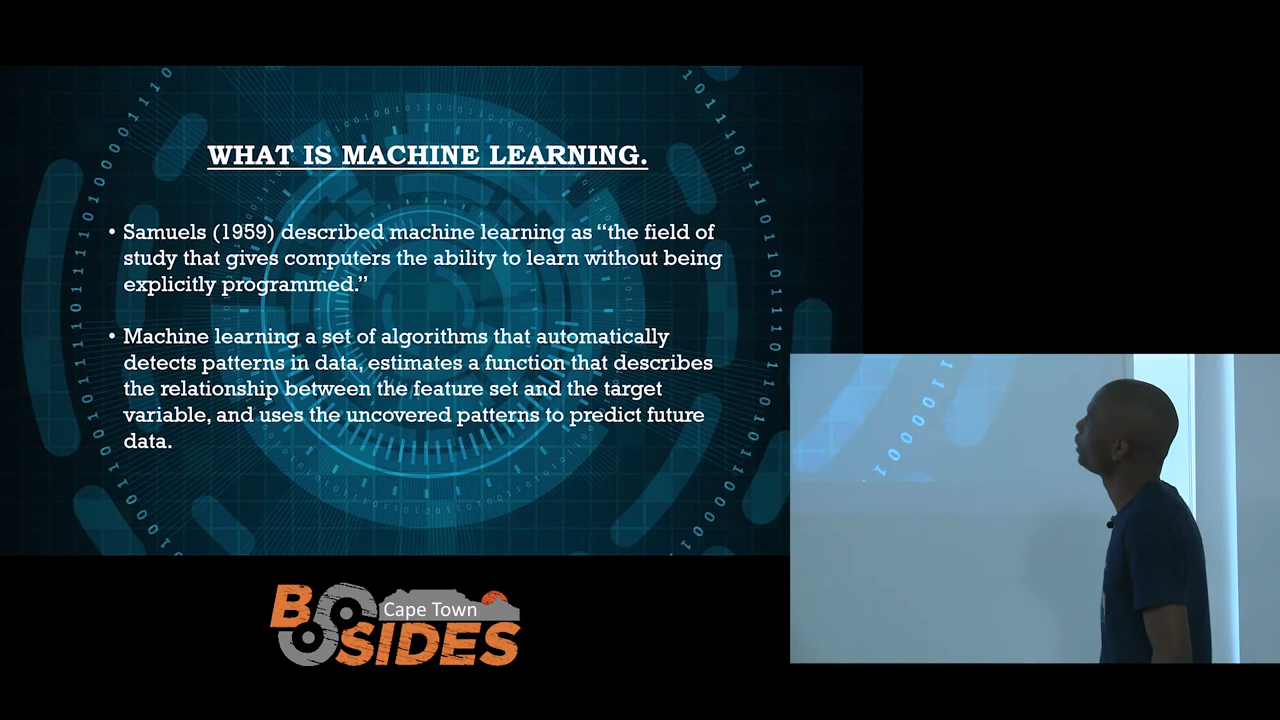 WHAT IS MACHINE LEARNING.
• Samuels (1959) described machine learning as “the field of
study that gives computers the ability to learn without being
explicitly programmed.”
• Machine learning a set of algorithms that automatically
detects patterns in data, estimates a function that describes
the relationship between the feature set and the target
variable, and uses the uncovered patterns to predict future
data.
BSIDES
Cape Town